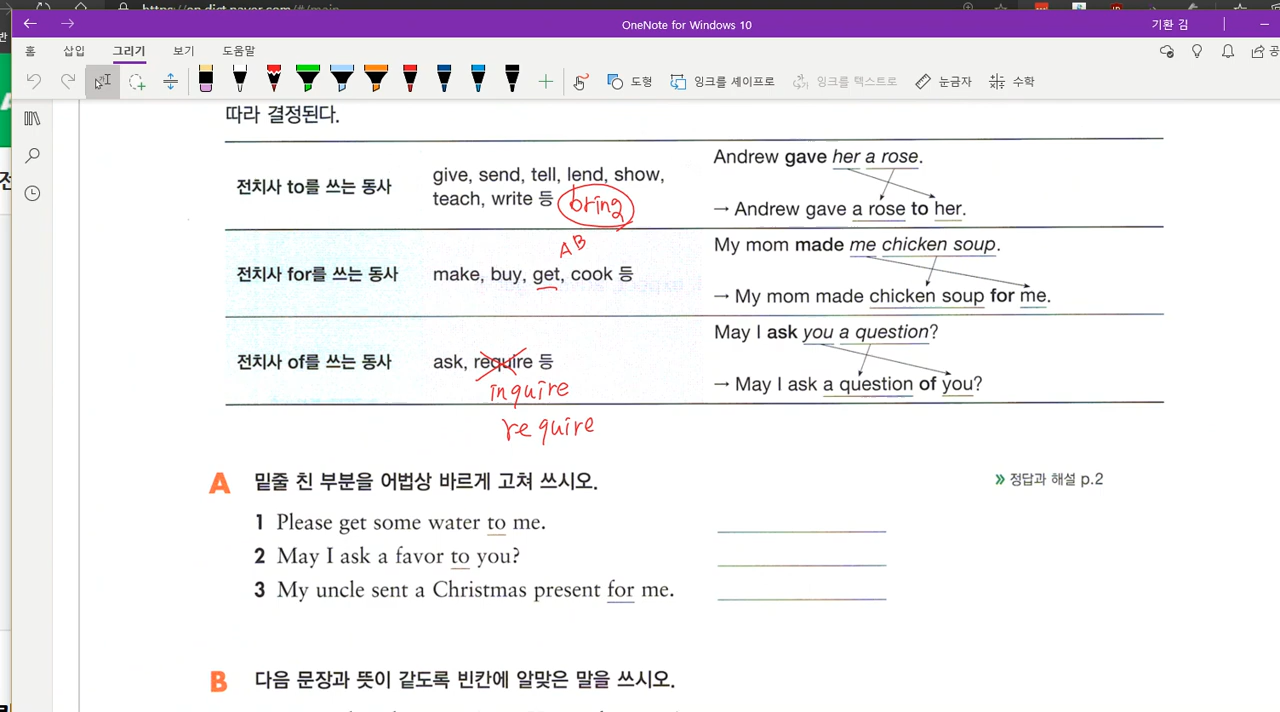 OneNote for Windows 10
기환 김
홈 삽입 그리기 보기 도움말
도형 잉크를 셰이프로 잉크를 텍스트로 눈금자 수학
따라 결정된다.
전치사 to를 쓰는 동사
give, send, tell, lend, show,
teach, write 등 bring
Andrew gave her a rose.
→ Andrew gave a rose to her.
AB
전치사 for를 쓰는 동사
make, buy, get, cook 등
My mom made me chicken soup.
→ My mom made chicken soup for me.
전치사 of를 쓰는 동사
ask, require 등
inquire
require
May I ask you a question?
→ May I ask a question of you?
A 밑줄 친 부분을 어법상 바르게 고쳐 쓰시오.
» 정답과 해설 p.2
1 Please get some water to me.
2 May I ask a favor to you?
3 My uncle sent a Christmas present for me.
B 다음 문장과 뜻이 같도록 빈칸에 알맞은 말을 쓰시오.